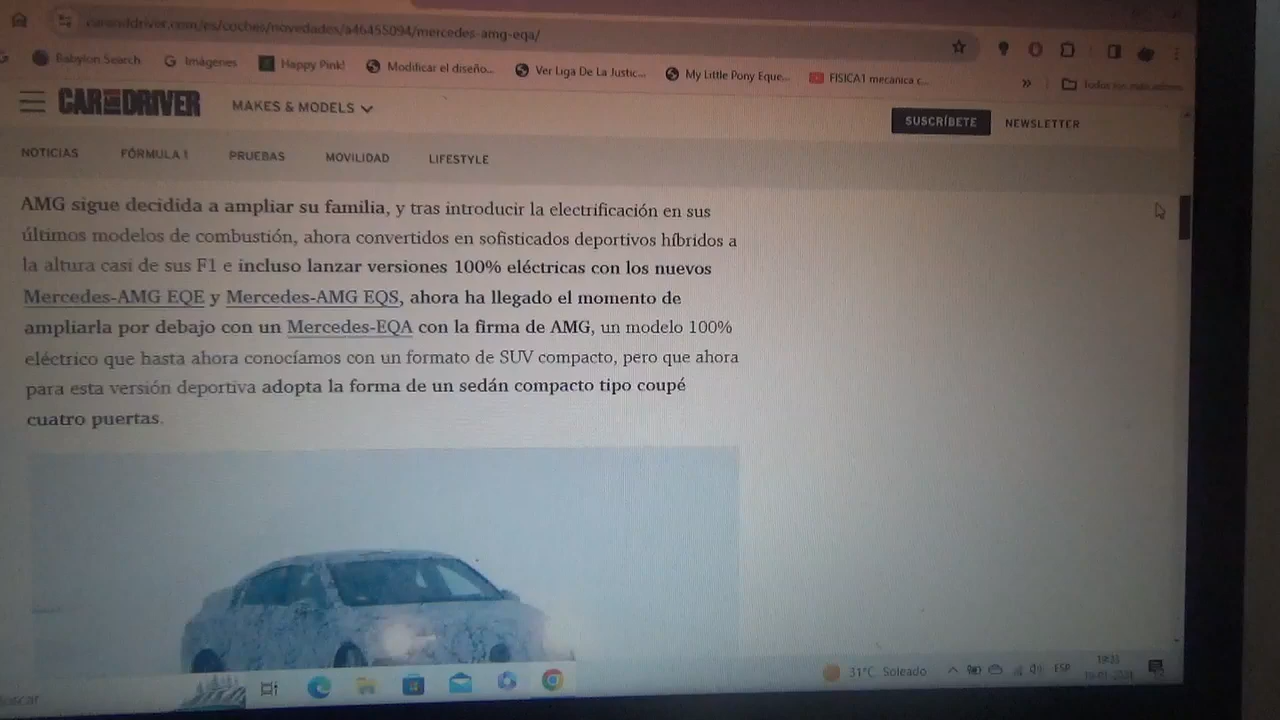 caranddriver.com/es/coches/novedades/a46455094/mercedes-amg-eqa/
Babylon Search
G Imágenes
Happy Pink!
Modificar el diseño...
Ver Liga De La Justic...
My Little Pony Eque...
FISICA1 mecanica c...
»
Todos los marcadores
CAR AND DRIVER
MAKES & MODELS
SUSCRÍBETE
NEWSLETTER
NOTICIAS
FÓRMULA 1
PRUEBAS
MOVILIDAD
LIFESTYLE
AMG sigue decidida a ampliar su familia, y tras introducir la electrificación en sus
últimos modelos de combustión, ahora convertidos en sofisticados deportivos híbridos a
la altura casi de sus F1 e incluso lanzar versiones 100% eléctricas con los nuevos
Mercedes-AMG EQE y Mercedes-AMG EQS, ahora ha llegado el momento de
ampliarla por debajo con un Mercedes-EQA con la firma de AMG, un modelo 100%
eléctrico que hasta ahora conocíamos con un formato de SUV compacto, pero que ahora
para esta versión deportiva adopta la forma de un sedán compacto tipo coupé
cuatro puertas.
31°C Soleado
ESP